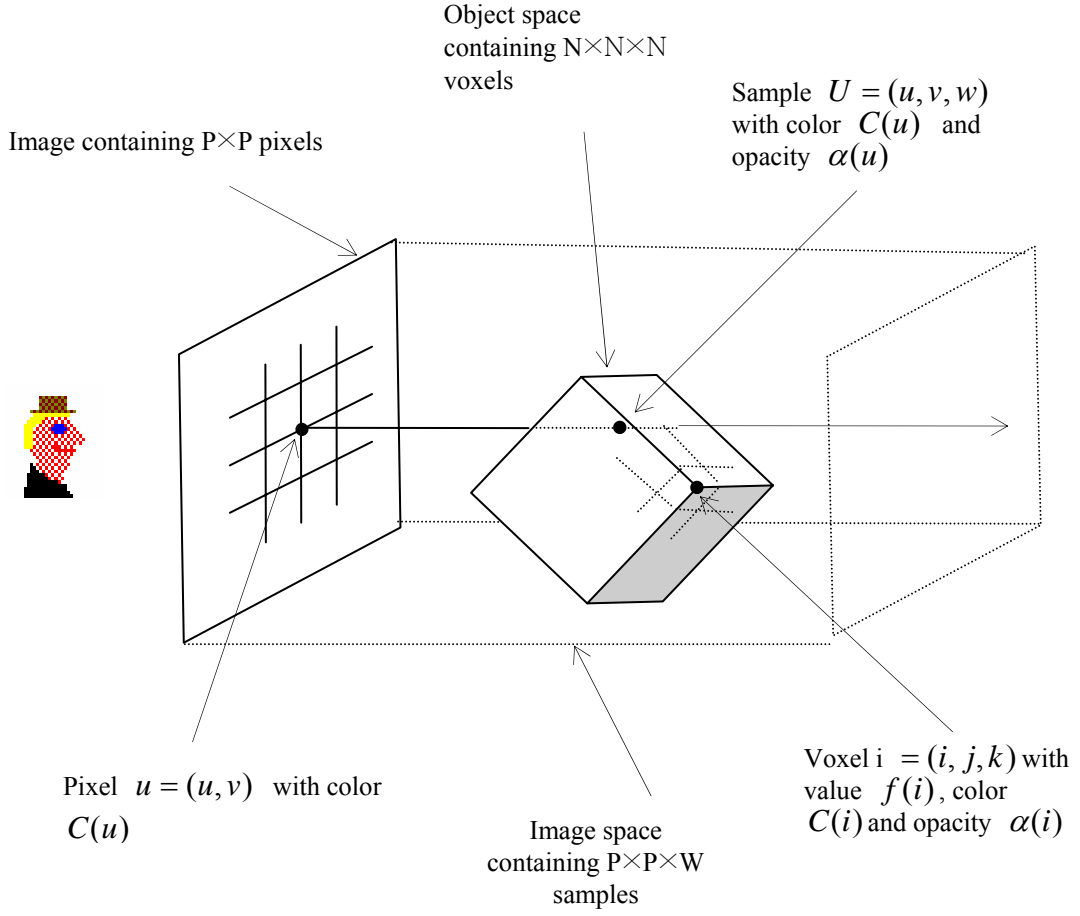 Object space
containing N×N×N
voxels
Sample U = (u, v, w)
with color C(u) and
opacity α(u)
Image containing P×P pixels
Pixel u = (u, v) with color
C(u)
Voxel i = (i, j, k) with
value f(i), color
C(i) and opacity α(i)
Image space
containing P×P×W
samples